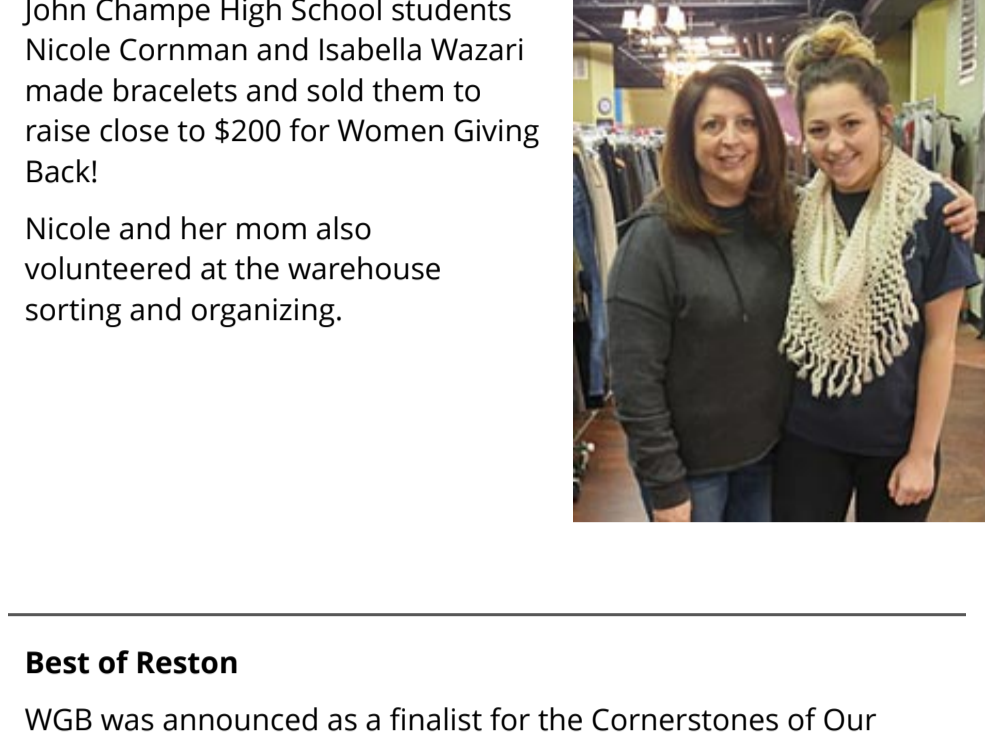 John Champe High School students
Nicole Cornman and Isabella Wazari
made bracelets and sold them to
raise close to $200 for Women Giving
Back!
Nicole and her mom also
volunteered at the warehouse
sorting and organizing.
Best of Reston
WGB was announced as a finalist for the Cornerstones of Our